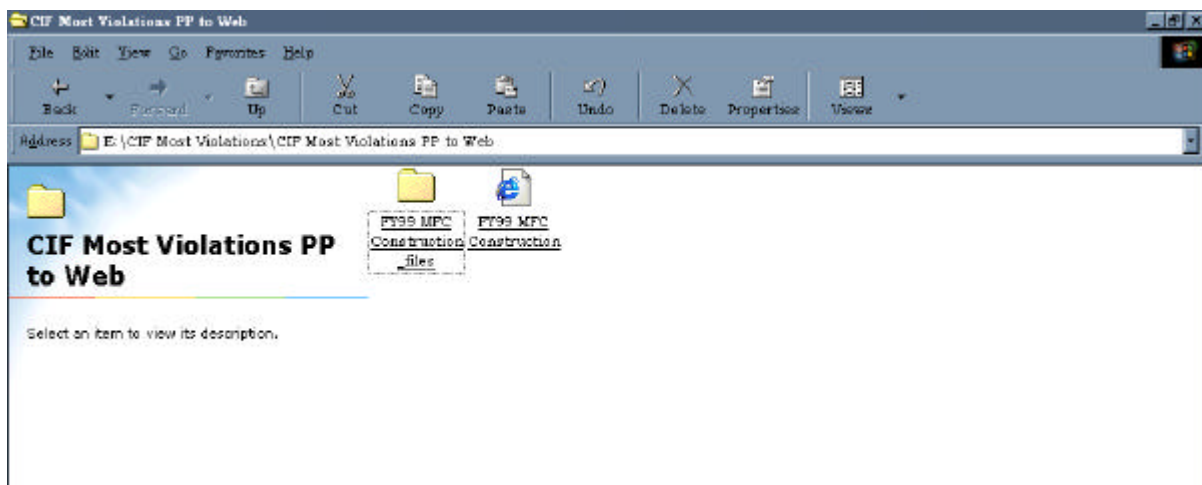 CIF Most Violations PP to Web
File Edit View Go Favorites Help
Back Forward Up Cut Copy Paste Undo Delete Properties Views
Address E:\CIF Most Violations\CIF Most Violations PP to Web
FY99 MFC
Construction
_files
FY99 MFC
Construction
CIF Most Violations PP
to Web
Select an item to view its description.